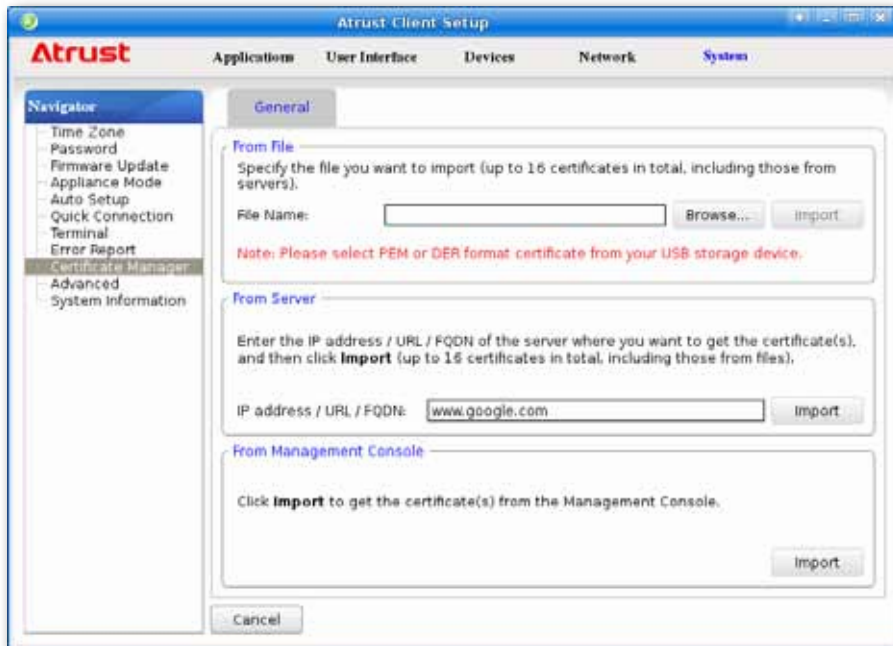 Atrust Client Setup
Atrust
Applications User Interface Devices Network System
Navigator
Time Zone
Password
Firmware Update
Appliance Mode
Auto Setup
Quick Connection
Terminal
Error Report
Certificate Manager
Advanced
System Information
General
From File
Specify the file you want to import (up to 16 certificates in total, including those from
servers).
File Name: Browse... Import
Note: Please select PEM or DER format certificate from your USB storage device.
From Server
Enter the IP address / URL / FQDN of the server where you want to get the certificate(s),
and then click Import (up to 16 certificates in total, including those from files).
IP address / URL / FQDN: www.google.com Import
From Management Console
Click Import to get the certificate(s) from the Management Console.
Import
Cancel